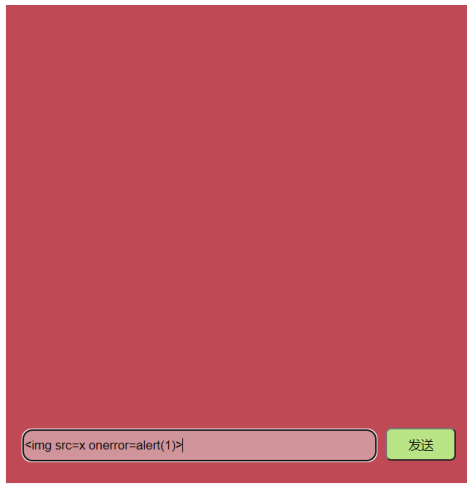 <img src=x onerror=alert(1)>
发送